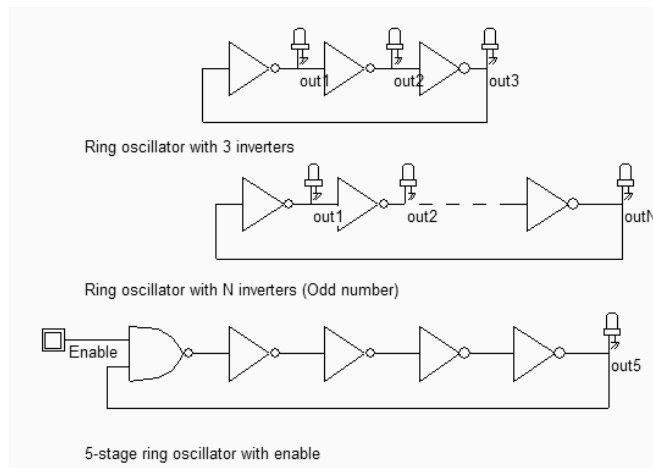 out1 out2 out3
Ring oscillator with 3 inverters
out1 out2 outN
Ring oscillator with N inverters (Odd number)
Enable
out5
5-stage ring oscillator with enable